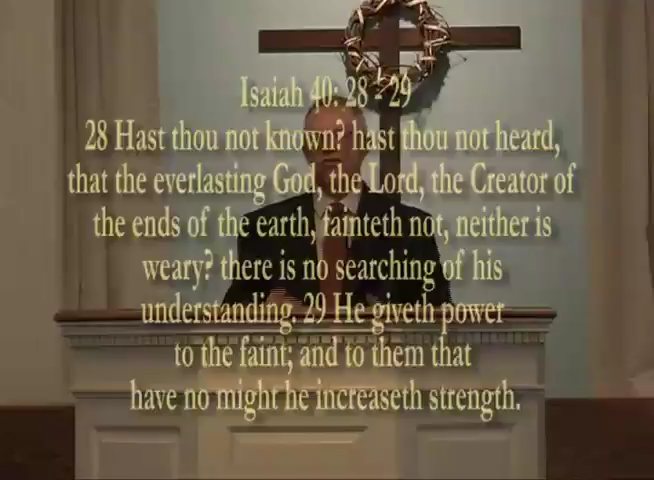 Isaiah 40: 28 - 29
28 Hast thou not known? hast thou not heard,
that the everlasting God, the Lord, the Creator of
the ends of the earth, fainteth not, neither is
weary? there is no searching of his
understanding. 29 He giveth power
to the faint; and to them that
have no might he increaseth strength.